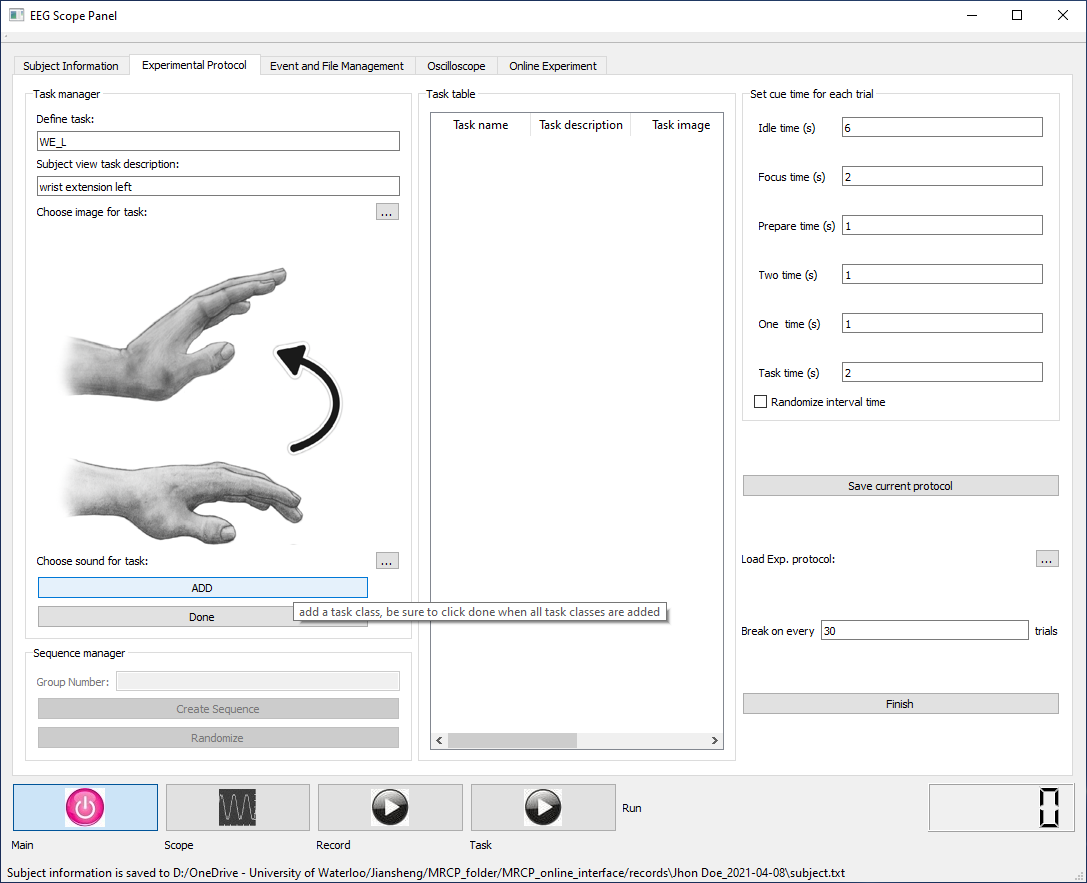 EEG Scope Panel
Subject Information
Experimental Protocol
Event and File Management
Oscilloscope
Online Experiment
Task manager
Define task:
WE_L
Subject view task description:
wrist extension left
Choose image for task:
...
Choose sound for task:
...
ADD
add a task class, be sure to click done when all task classes are added
Done
Sequence manager
Group Number:
Create Sequence
Randomize
Task table
Task name Task description Task image
Set cue time for each trial
Idle time (s) 6
Focus time (s) 2
Prepare time (s) 1
Two time (s) 1
One  time (s) 1
Task time (s) 2
Randomize interval time
Save current protocol
Load Exp. protocol: ...
Break on every 30 trials
Finish
Main
Scope
Record
Task
Run
0
Subject information is saved to D:/OneDrive - University of Waterloo/Jiansheng/MRCP_folder/MRCP_online_interface/records\Jhon Doe_2021-04-08\subject.txt